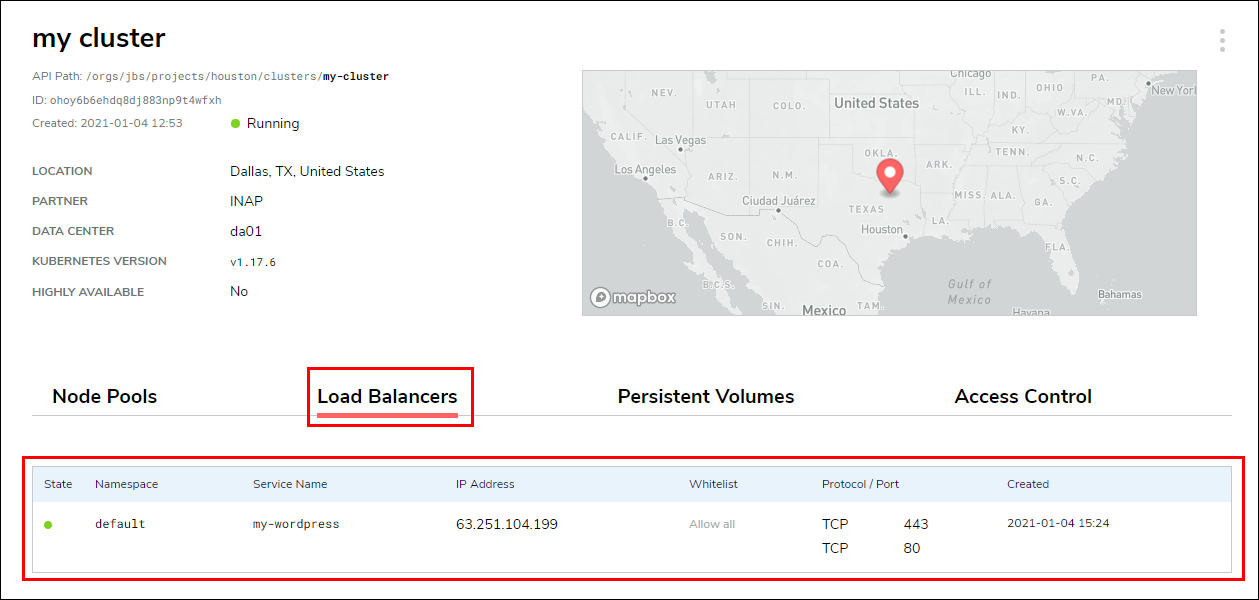 my cluster
API Path: /orgs/jbs/projects/houston/clusters/my-cluster
ID: ohoy6b6ehdq8dj883np9t4wfxh
Created: 2021-01-04 12:53
Running
LOCATION Dallas, TX, United States
PARTNER INAP
DATA CENTER da01
KUBERNETES VERSION v1.17.6
HIGHLY AVAILABLE No
Chicago
PA.
NEV.
UTAH
COLO.
United States
ILL.
IND.
OHIO
New York
MD.
W.VA.
CALIF.
Las Vegas
KY.
OKLA.
TENN.
N.C.
Los Angeles
ARIZ.
N.M.
ARK.
S.C.
Ciudad Juárez
TEXAS
MISS.
ALA.
GA.
B.C.
SON.
CHIH.
Houston
LA.
FLA.
COA.
B.C.S.
Gulf of
Mexico
Bahamas
mapbox
SIN.
Mexico
TAM.
Havana
Node Pools Load Balancers Persistent Volumes Access Control
State Namespace Service Name IP Address Whitelist Protocol / Port Created
default my-wordpress 63.251.104.199 Allow all TCP 443 2021-01-04 15:24
TCP 80